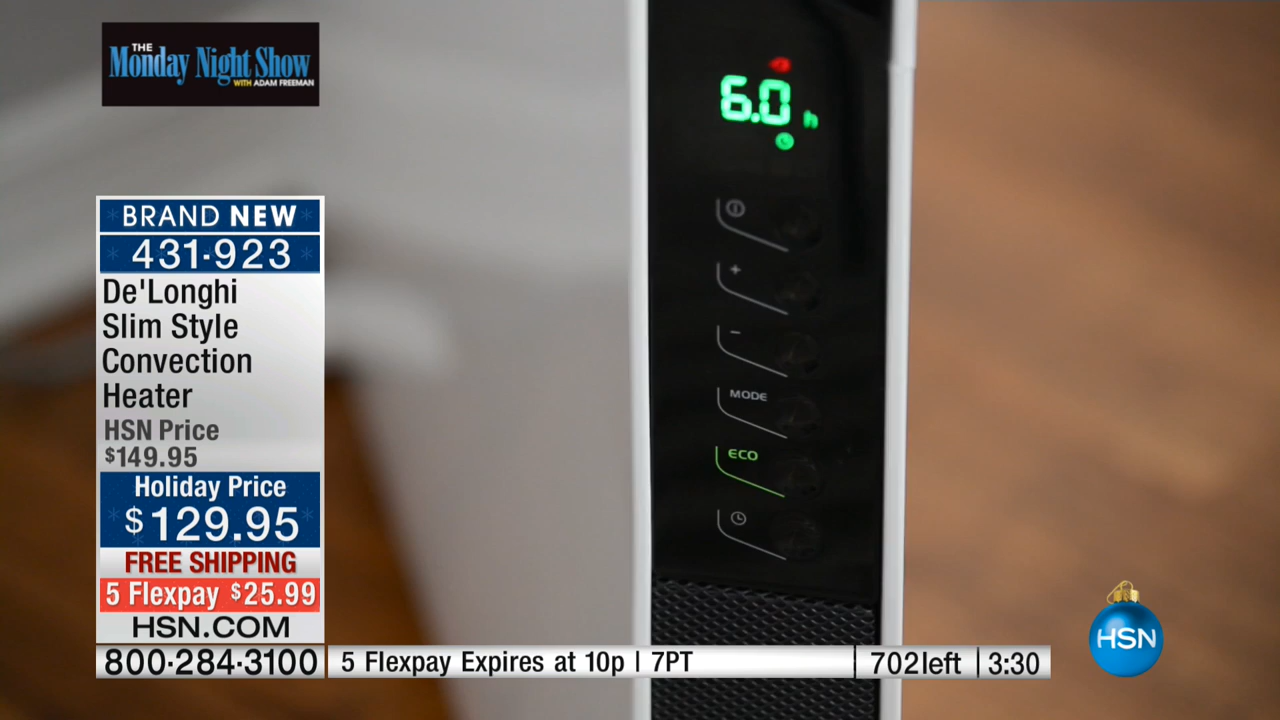 THE
Monday Night Show
WITH ADAM FREEMAN
6.0 h
+
-
MODE
ECO
BRAND NEW
431·923
De'Longhi
Slim Style
Convection
Heater
HSN Price
$149.95
Holiday Price
$129.95
FREE SHIPPING
5 Flexpay $25.99
HSN.COM
800·284·3100
5 Flexpay Expires at 10p | 7PT
702left
3:30
HSN